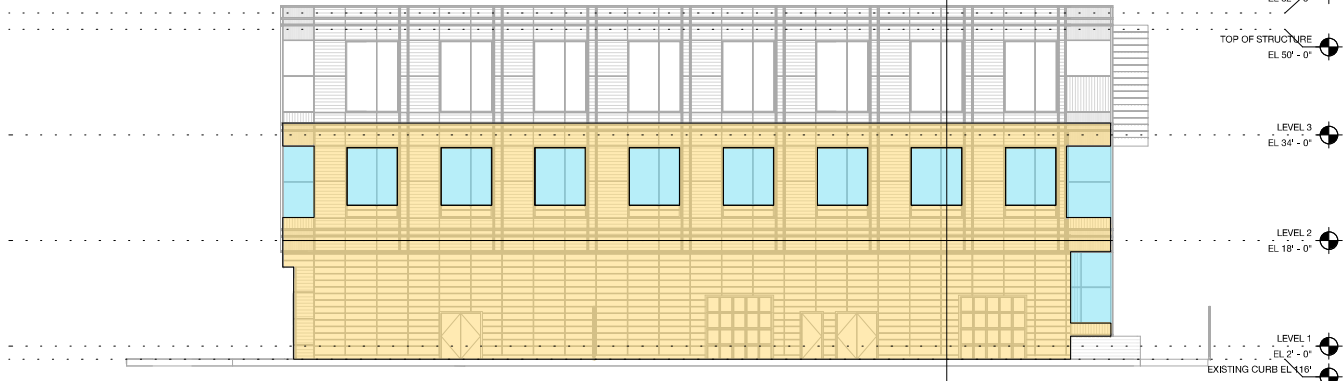 TOP OF STRUCTURE
EL 50' - 0"
LEVEL 3
EL 34' - 0"
LEVEL 2
EL 18' - 0"
LEVEL 1
EL 2' - 0"
EXISTING CURB EL 116'